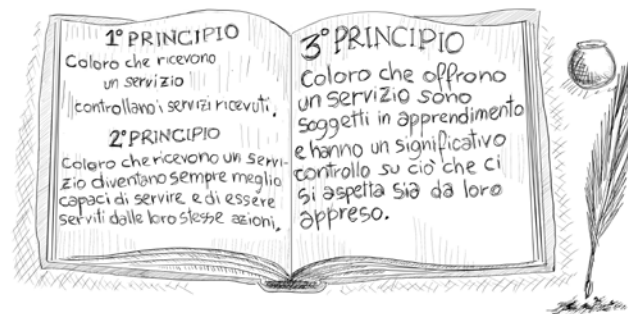 1° PRINCIPIO
Coloro che ricevono
un servizio
controllano i servizi ricevuti.
2° PRINCIPIO
Coloro che ricevono un servi-
zio diventano sempre meglio
capaci di servire e di essere
serviti dalle loro stesse azioni.
3° PRINCIPIO
Coloro che offrono
un servizio sono
soggetti in apprendimento
e hanno un significativo
controllo su ciò che ci
si aspetta sia da loro
appreso.